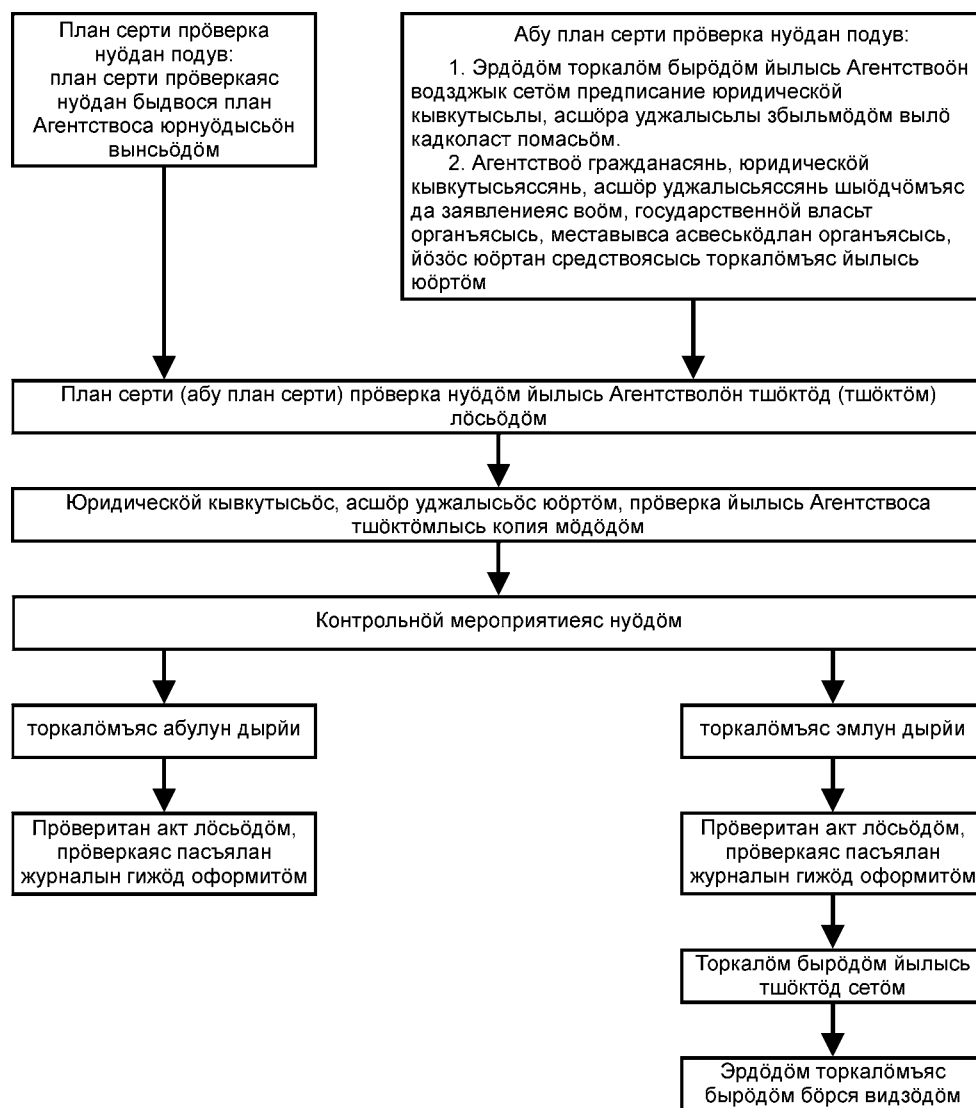 План серти прӧверка
нуӧдан подув:
план серти прӧверкаяс
нуӧдан быдвося план
Агентствоса юрнуӧдысьӧн
вынсьӧдӧм
Абу план серти прӧверка нуӧдан подув:
1. Эрдӧдӧм торкалӧм бырӧдӧм йылысь Агентствоӧн
водзджык сетӧм предписание юридическӧй
кывкутысьлы, асшӧра уджалысьлы збыльмӧдӧм вылӧ
кадколаст помасьӧм.
2. Агентствоӧ гражданасянь, юридическӧй
кывкутысьяссянь, асшӧр уджалысьяссянь шыӧдчӧмъяс
да заявлениеяс воӧм, государственнӧй власьт
органъясысь, меставывса асвеськӧдлан органъясысь,
йӧзӧс юӧртан средствоясысь торкалӧмъяс йылысь
юӧртӧм
План серти (абу план серти) прӧверка нуӧдӧм йылысь Агентстволӧн тшӧктӧд (тшӧктӧм)
лӧсьӧдӧм
Юридическӧй кывкутысьӧс, асшӧр уджалысьӧс юӧртӧм, прӧверка йылысь Агентствоса
тшӧктӧмлысь копия мӧдӧдӧм
Контрольнӧй мероприятиеяс нуӧдӧм
торкалӧмъяс абулун дырйи
торкалӧмъяс эмлун дырйи
Прӧверитан акт лӧсьӧдӧм,
прӧверкаяс пасъялан
журналын гижӧд оформитӧм
Прӧверитан акт лӧсьӧдӧм,
прӧверкаяс пасъялан
журналын гижӧд оформитӧм
Торкалӧм бырӧдӧм йылысь
тшӧктӧд сетӧм
Эрдӧдӧм торкалӧмъяс
бырӧдӧм бӧрся видзӧдӧм